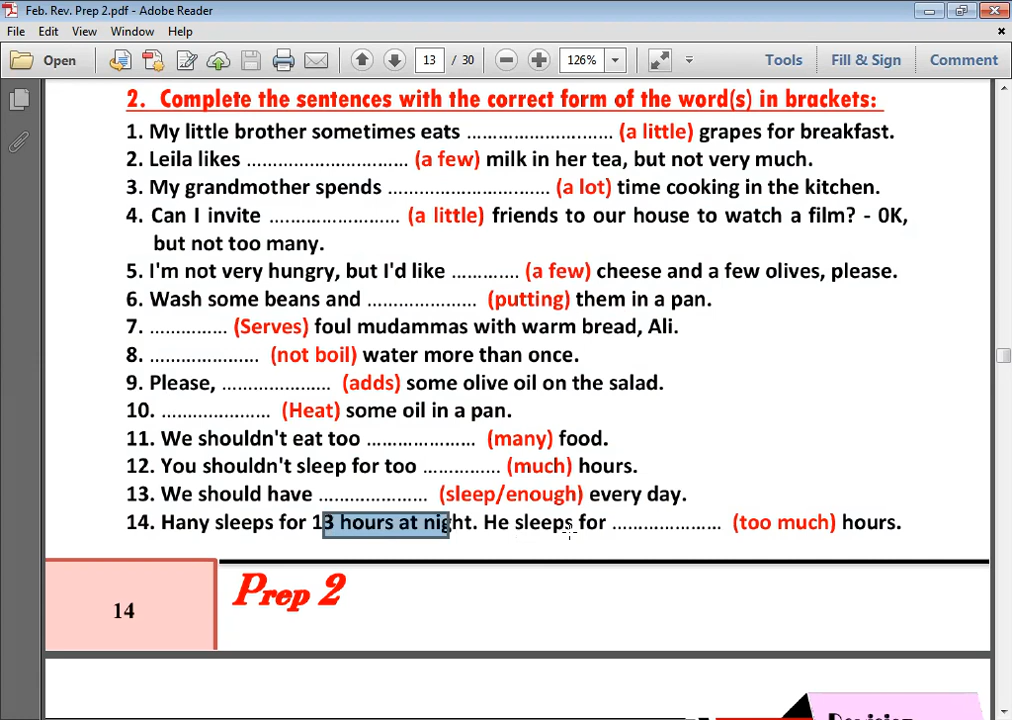 Feb. Rev. Prep 2.pdf - Adobe Reader
File Edit View Window Help
Open 13 / 30 126% Tools Fill & Sign Comment
2. Complete the sentences with the correct form of the word(s) in brackets:
1. My little brother sometimes eats ............................ (a little) grapes for breakfast.
2. Leila likes ............................... (a few) milk in her tea, but not very much.
3. My grandmother spends ............................... (a lot) time cooking in the kitchen.
4. Can I invite ......................... (a little) friends to our house to watch a film? - 0K,
but not too many.
5. I'm not very hungry, but I'd like ............. (a few) cheese and a few olives, please.
6. Wash some beans and ..................... (putting) them in a pan.
7. ............... (Serves) foul mudammas with warm bread, Ali.
8. ..................... (not boil) water more than once.
9. Please, ..................... (adds) some olive oil on the salad.
10. ..................... (Heat) some oil in a pan.
11. We shouldn't eat too ..................... (many) food.
12. You shouldn't sleep for too ............... (much) hours.
13. We should have ..................... (sleep/enough) every day.
14. Hany sleeps for 13 hours at night. He sleeps for ..................... (too much) hours.
14
Prep 2
Revision